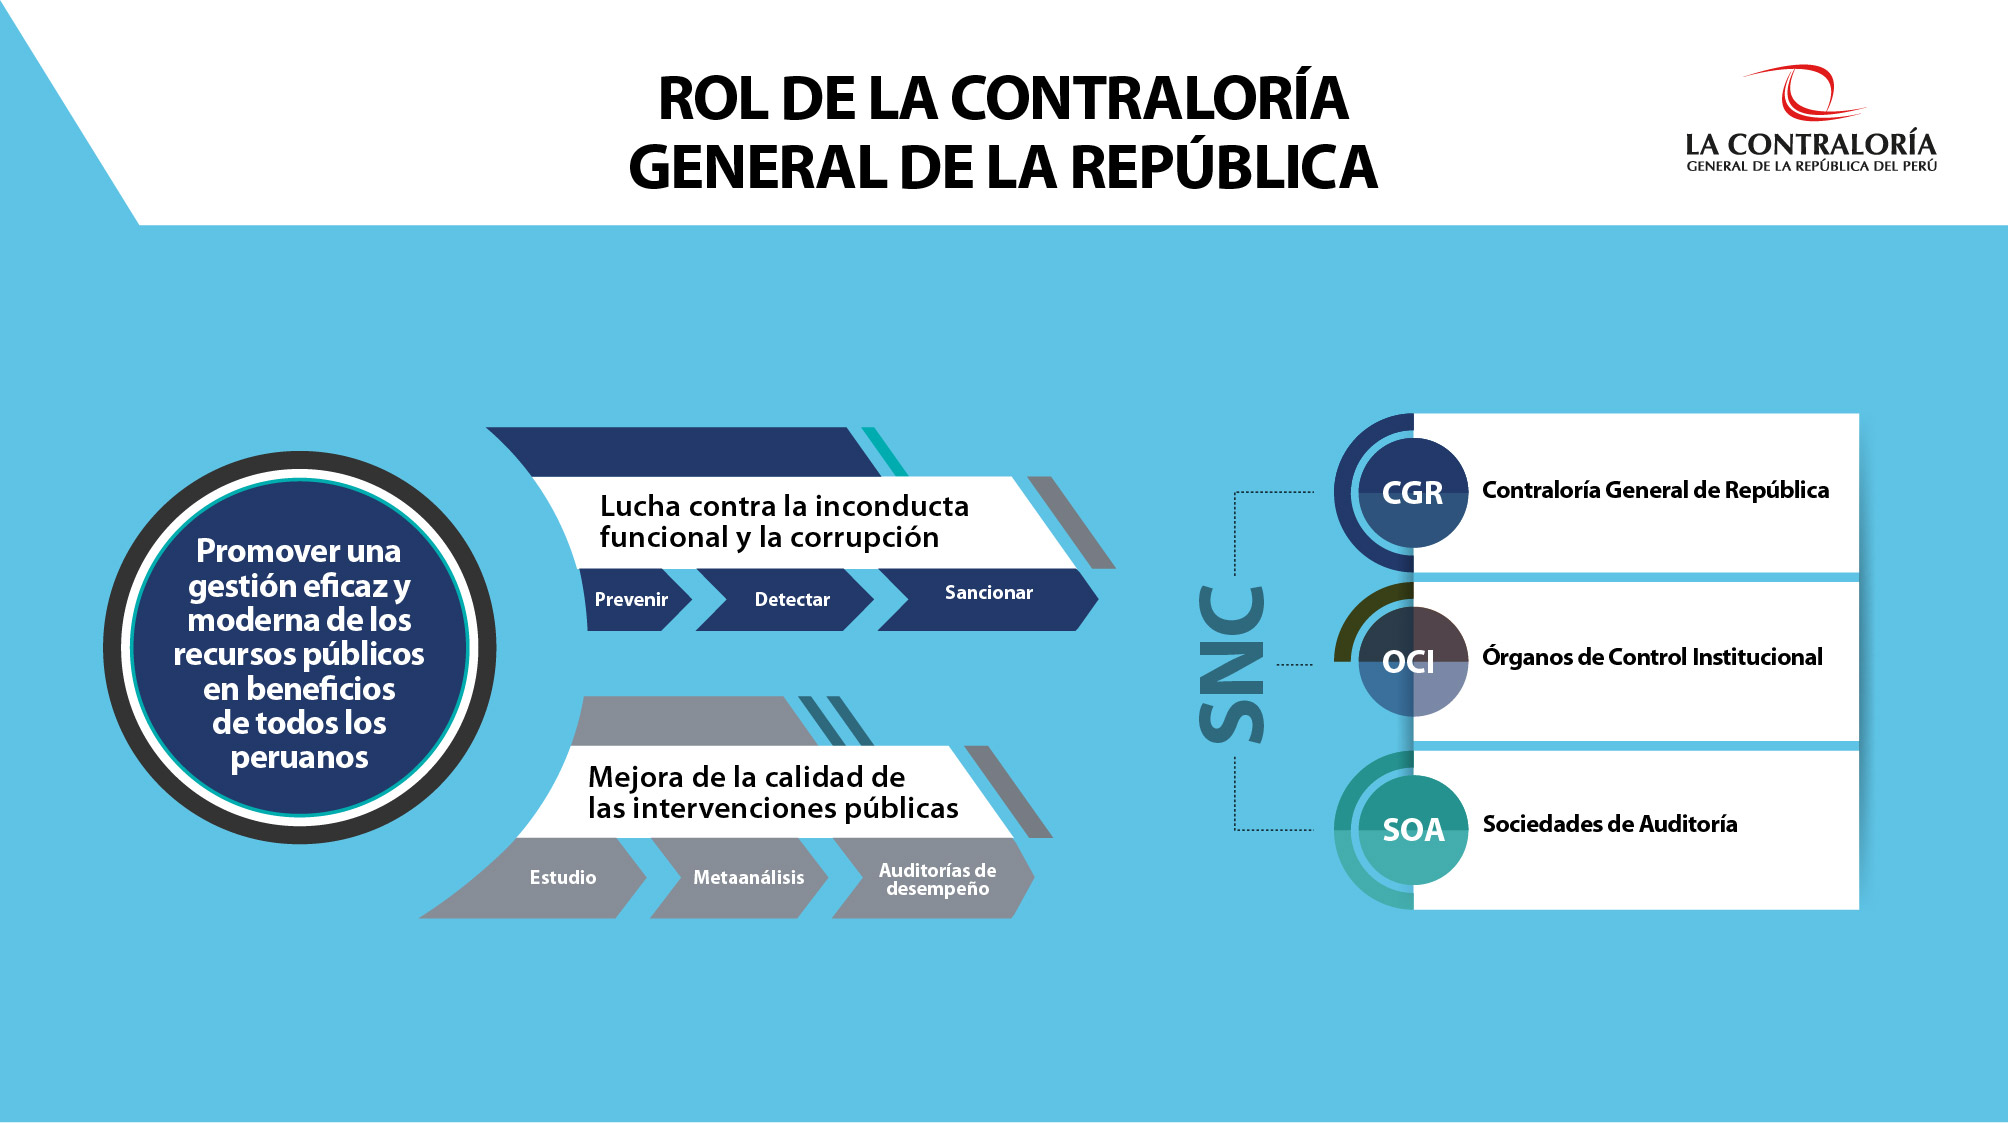 ROL DE LA CONTRALORÍA
GENERAL DE LA REPÚBLICA
LA CONTRALORÍA
GENERAL DE LA REPÚBLICA DEL PERÚ
Promover una
gestión eficaz y
moderna de los
recursos públicos
en beneficios
de todos los
peruanos
Lucha contra la inconducta
funcional y la corrupción
Prevenir
Detectar
Sancionar
Mejora de la calidad de
las intervenciones públicas
Estudio
Metaanálisis
Auditorías de
desempeño
SNC
CGR
Contraloría General de República
OCI
Órganos de Control Institucional
SOA
Sociedades de Auditoría